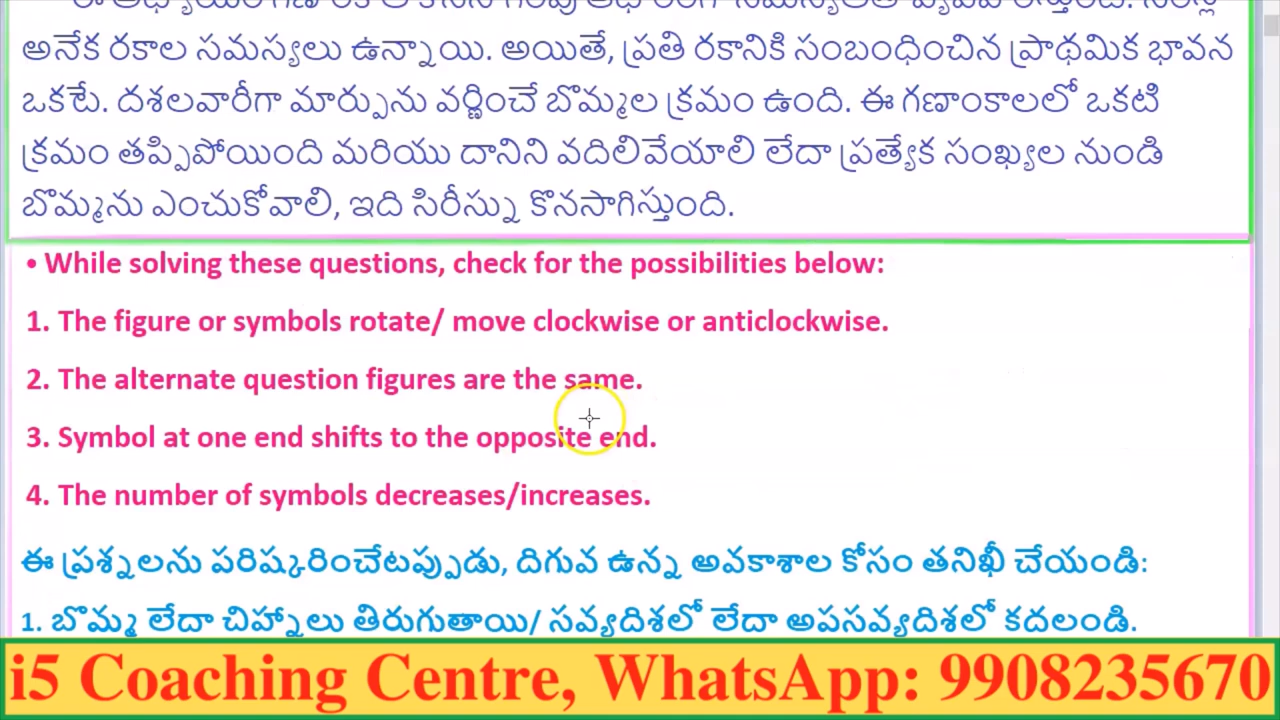 అనేక రకాల సమస్యలు ఉన్నాయి. అయితే, ప్రతి రకానికి సంబంధించిన ప్రాథమిక భావన
ఒకటే. దశలవారీగా మార్పును వర్ణించే బొమ్మల క్రమం ఉంది. ఈ గణాంకాలలో ఒకటి
క్రమం తప్పిపోయింది మరియు దానిని వదిలివేయాలి లేదా ప్రత్యేక సంఖ్యల నుండి
బొమ్మను ఎంచుకోవాలి, ఇది సిరీస్ను కొనసాగిస్తుంది.
• While solving these questions, check for the possibilities below:
1. The figure or symbols rotate/ move clockwise or anticlockwise.
2. The alternate question figures are the same.
3. Symbol at one end shifts to the opposite end.
4. The number of symbols decreases/increases.
ఈ ప్రశ్నలను పరిష్కరించేటప్పుడు, దిగువ ఉన్న అవకాశాల కోసం తనిఖీ చేయండి:
1. బొమ్మ లేదా చిహ్నాలు తిరుగుతాయి/ సవ్యదిశలో లేదా అపసవ్యదిశలో కదలండి.
i5 Coaching Centre, WhatsApp: 9908235670